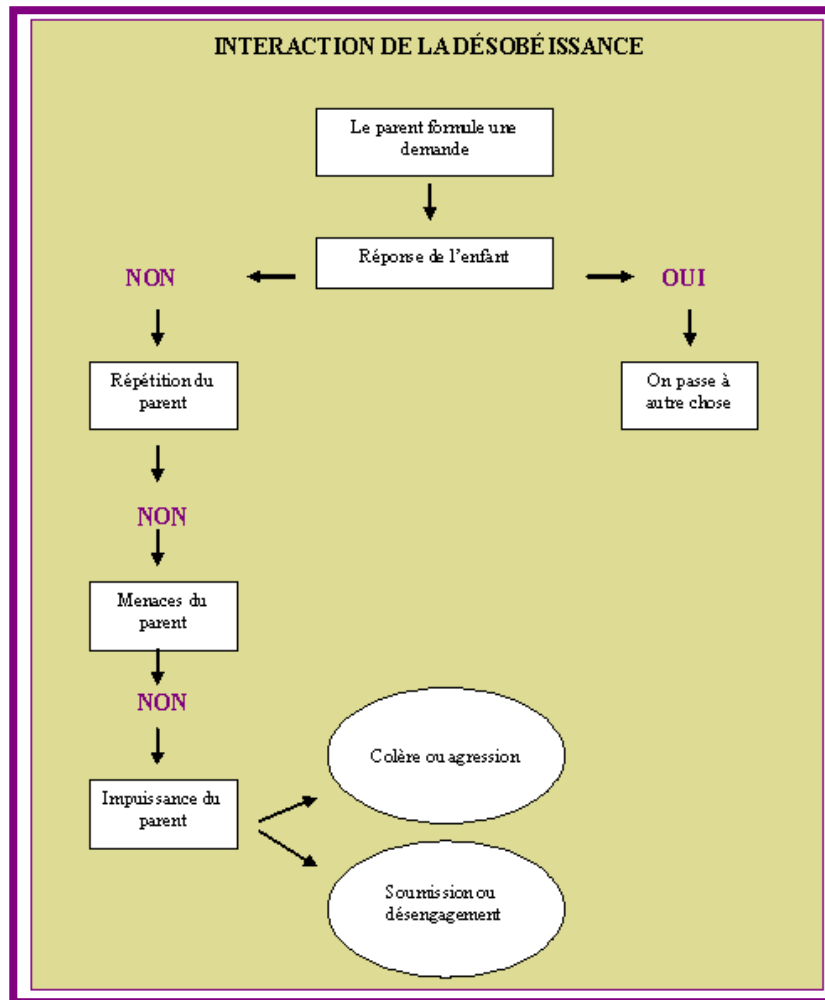 INTERACTION DE LA DÉSOBÉISSANCE
Le parent formule une
demande
Réponse de l'enfant
NON
OUI
Répétition du
parent
On passe à
autre chose
NON
Menaces du
parent
NON
Colère ou agression
Impuissance du
parent
Soumission ou
désengagement